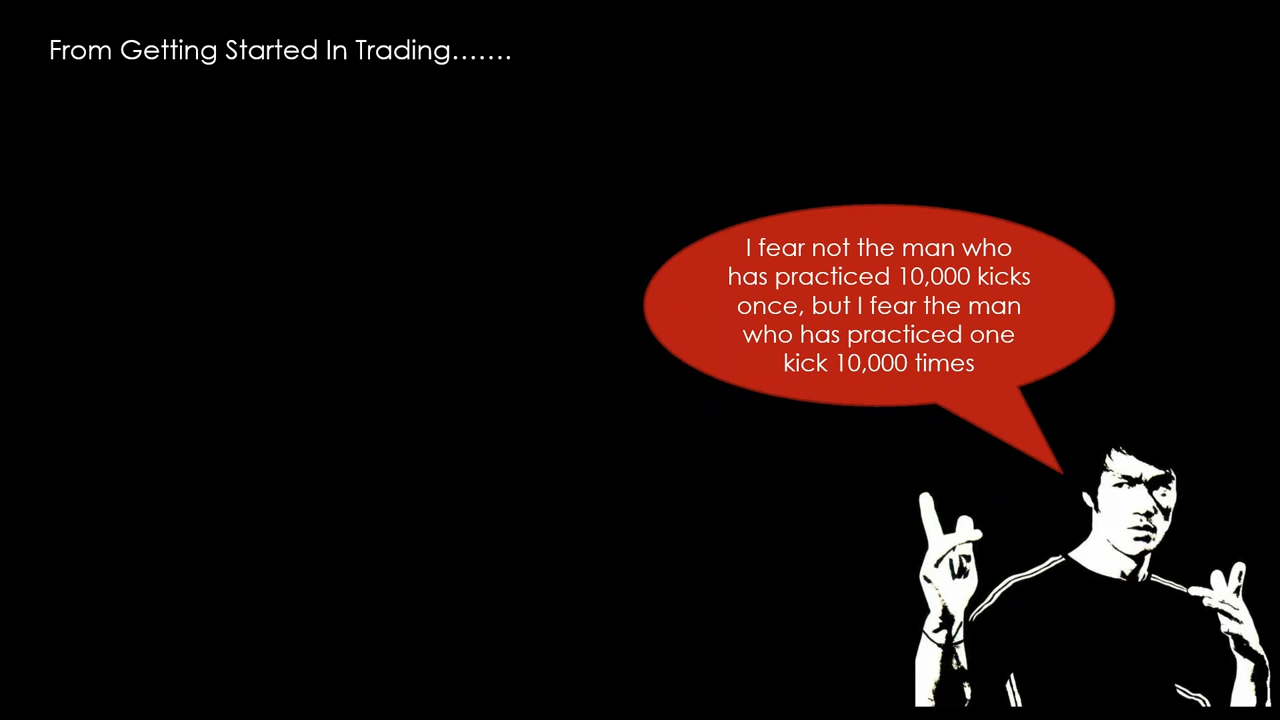 From Getting Started In Trading.......
I fear not the man who
has practiced 10,000 kicks
once, but I fear the man
who has practiced one
kick 10,000 times